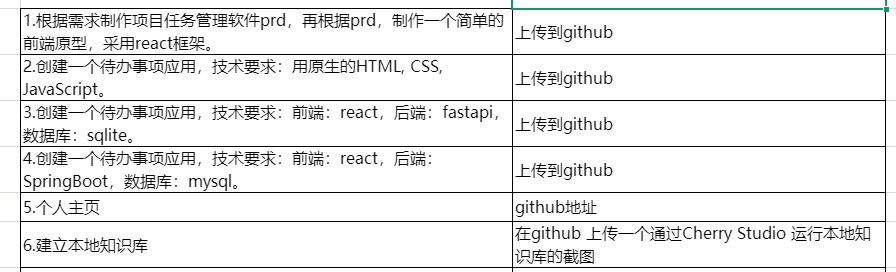 1.根据需求制作项目任务管理软件prd，再根据prd，制作一个简单的
前端原型，采用react框架。
上传到github
2.创建一个待办事项应用，技术要求：用原生的HTML, CSS,
JavaScript。
上传到github
3.创建一个待办事项应用，技术要求：前端：react，后端：fastapi，
数据库：sqlite。
上传到github
4.创建一个待办事项应用，技术要求：前端：react，后端：
SpringBoot，数据库：mysql。
上传到github
5.个人主页
github地址
6.建立本地知识库
在github 上传一个通过Cherry Studio 运行本地知
识库的截图